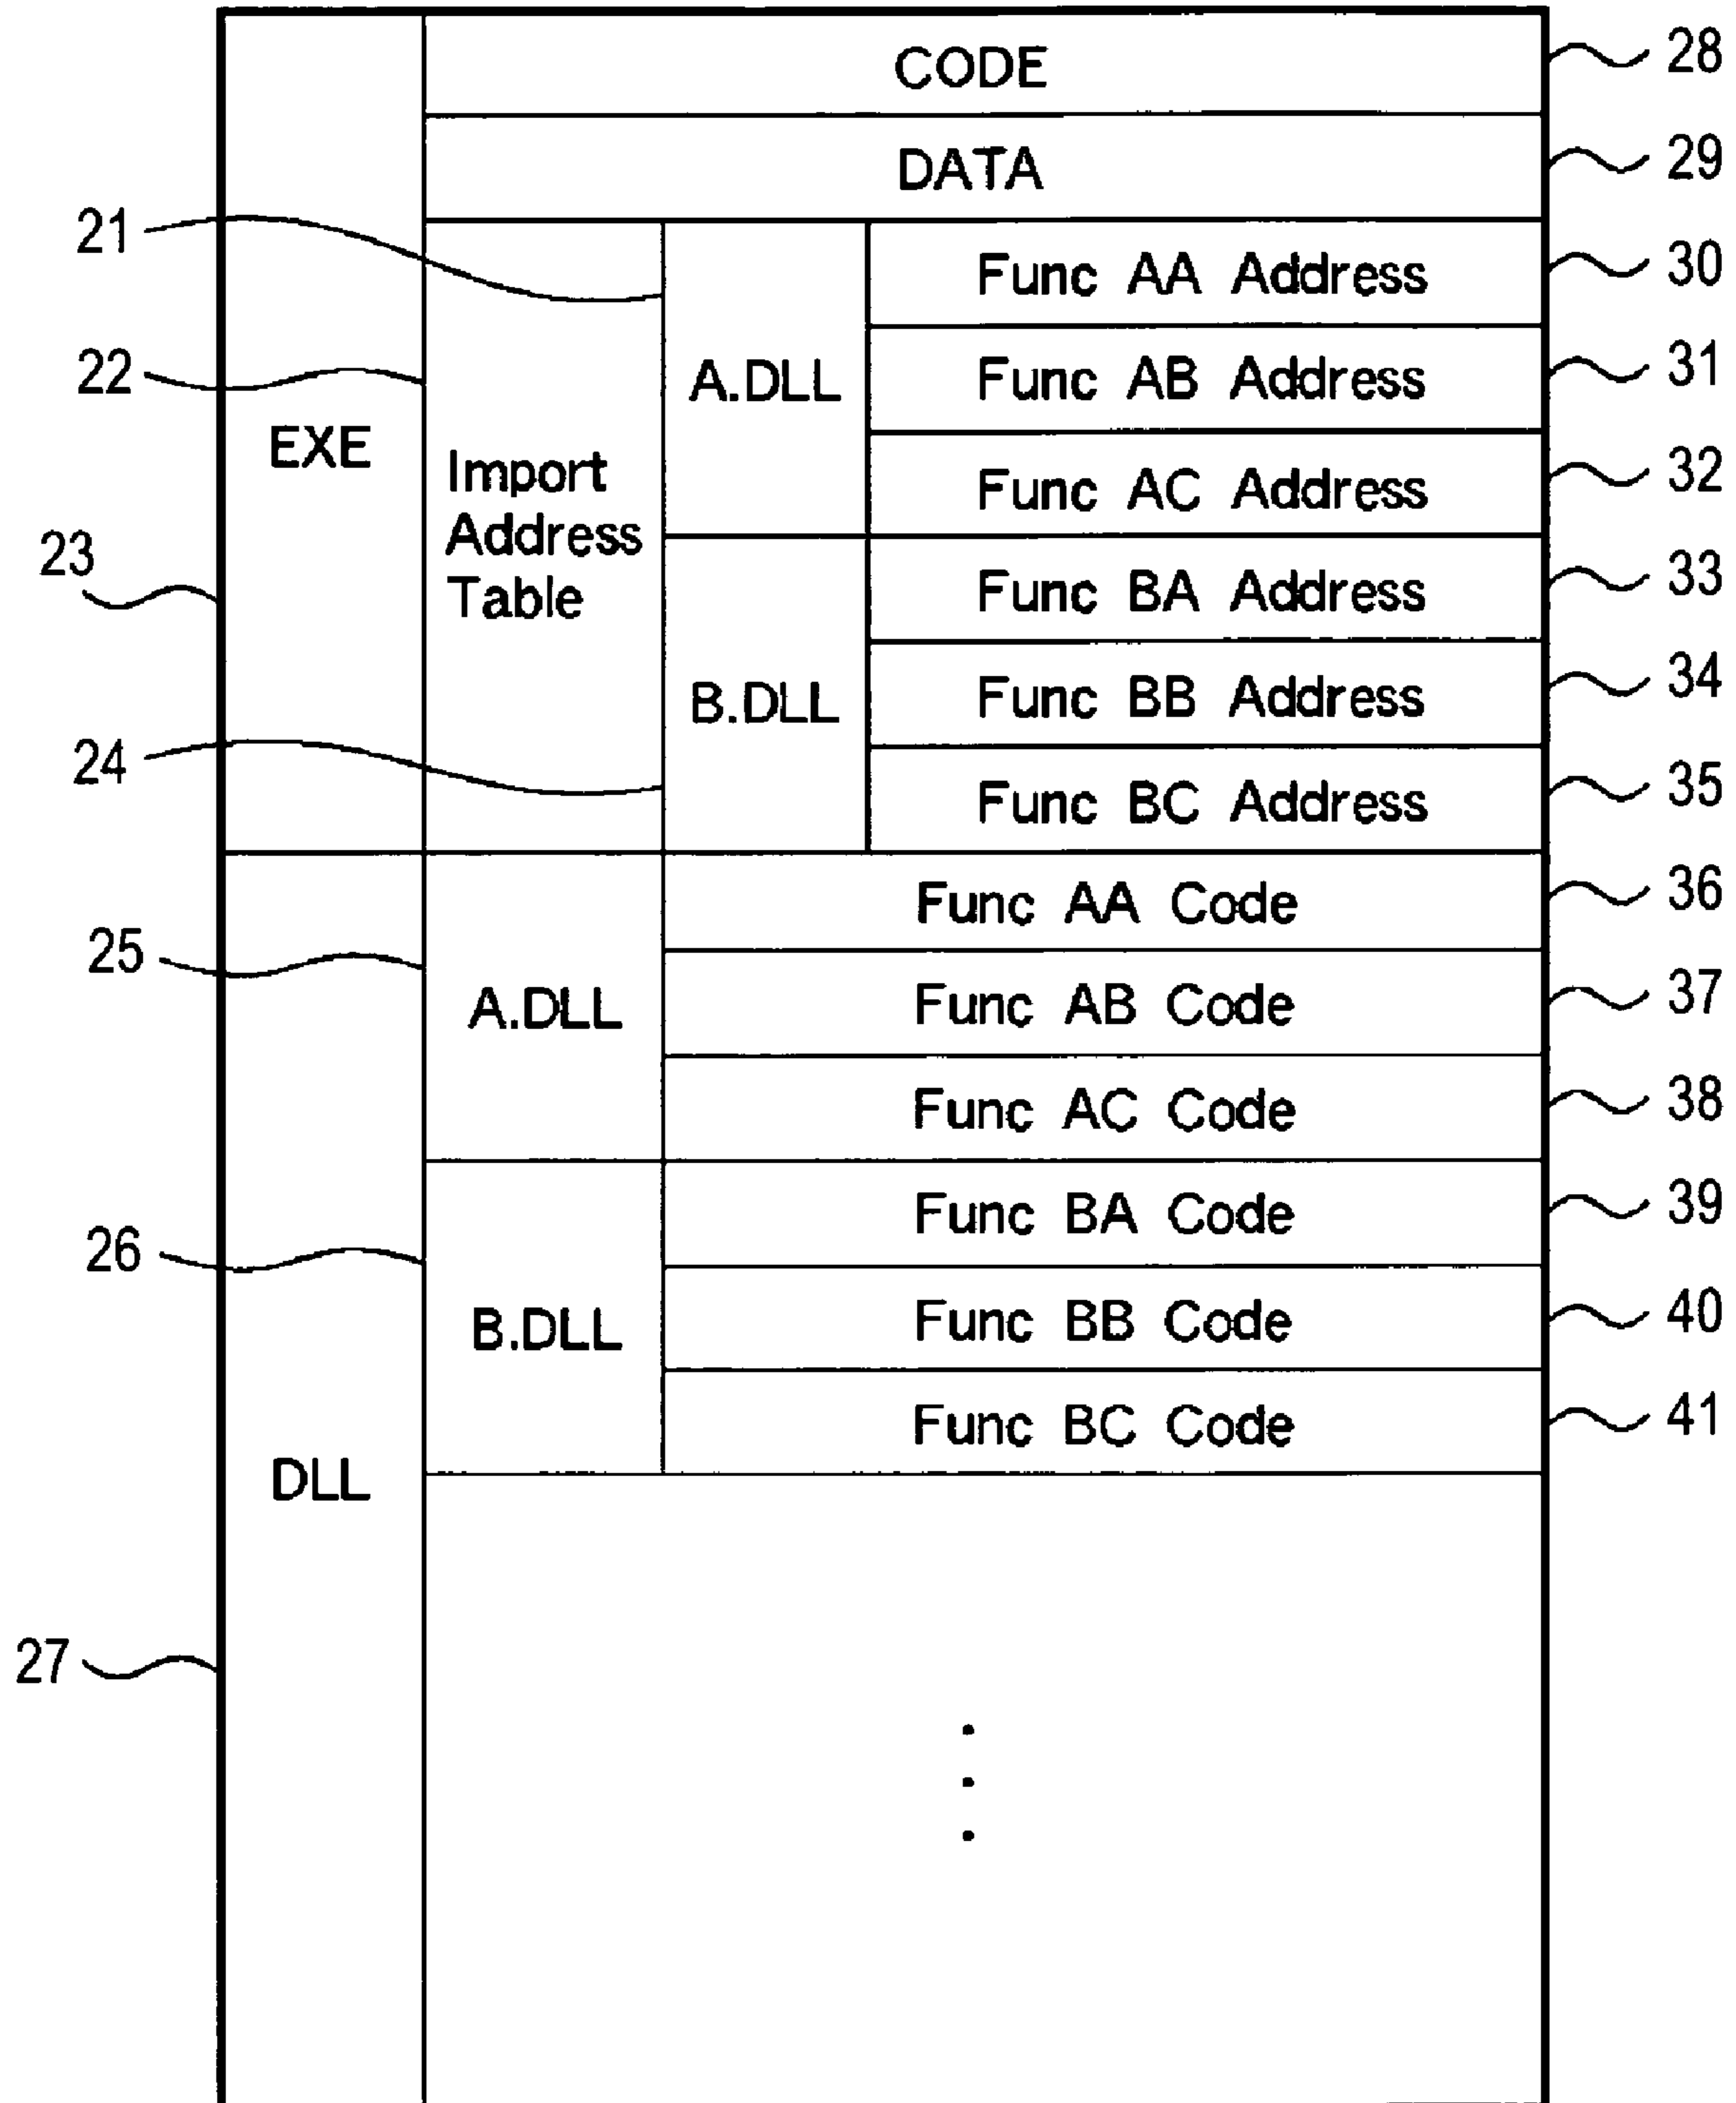 CODE
28
DATA
29
21
Func AA Address
30
22
A.DLL
Func AB Address
31
EXE
Import
Address
Table
Func AC Address
32
23
Func BA Address
33
B.DLL
Func BB Address
34
24
Func BC Address
35
Func AA Code
36
25
A.DLL
Func AB Code
37
Func AC Code
38
Func BA Code
39
26
B.DLL
Func BB Code
40
Func BC Code
41
DLL
27